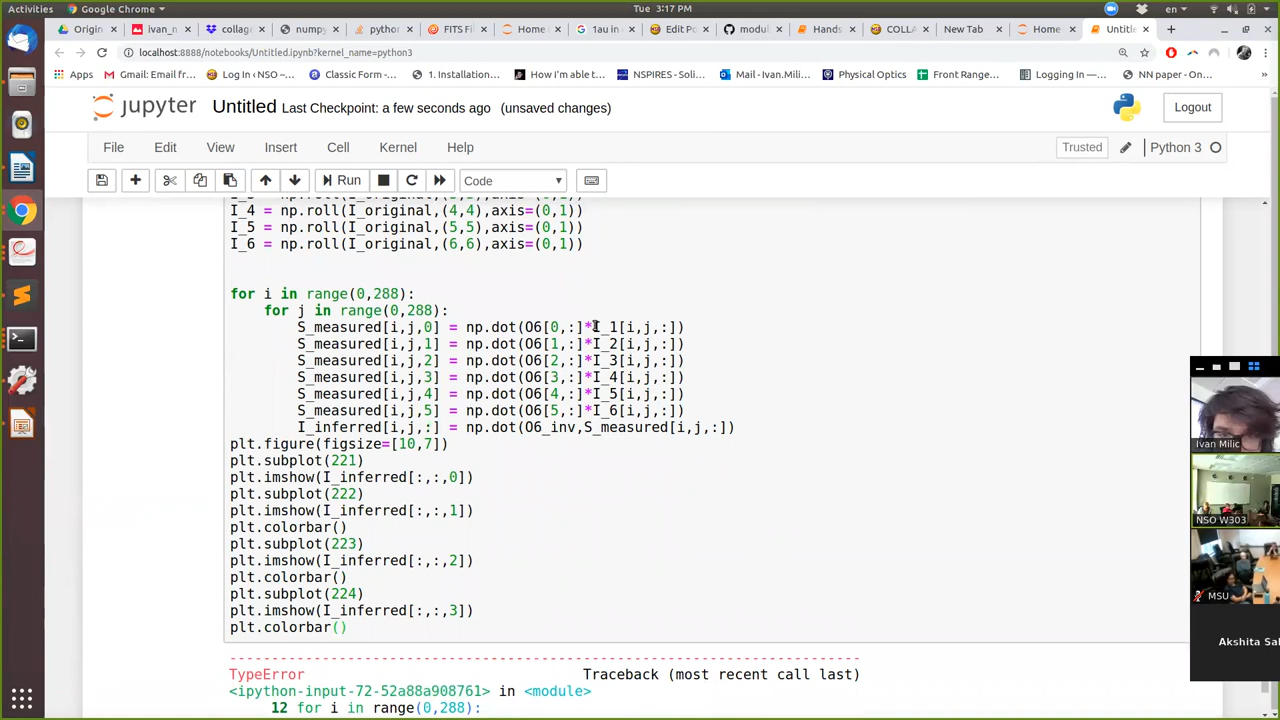 Activities
Google Chrome
Tue 3:17 PM
en
Origin
ivan_n
collag
numpy
python
FITS Fi
Home
1au in
Edit Po
modul
Hands
COLLA
New Tab
Home
Untitle
localhost:8888/notebooks/Untitled.ipynb?kernel_name=python3
Apps
Gmail: Email fr…
Log In ‹ NSO –…
Classic Form -…
1. Installation…
How I'm able t…
NSPIRES - Soli…
Mail - Ivan.Mili…
Physical Optics
Front Range…
Logging In —…
NN paper - On…
jupyter Untitled Last Checkpoint: a few seconds ago (unsaved changes)
Logout
File Edit View Insert Cell Kernel Help
Trusted
Python 3
Run
Code
I_4 = np.roll(I_original,(4,4),axis=(0,1))
I_5 = np.roll(I_original,(5,5),axis=(0,1))
I_6 = np.roll(I_original,(6,6),axis=(0,1))
for i in range(0,288):
for j in range(0,288):
S_measured[i,j,0] = np.dot(O6[0,:]*I_1[i,j,:])
S_measured[i,j,1] = np.dot(O6[1,:]*I_2[i,j,:])
S_measured[i,j,2] = np.dot(O6[2,:]*I_3[i,j,:])
S_measured[i,j,3] = np.dot(O6[3,:]*I_4[i,j,:])
S_measured[i,j,4] = np.dot(O6[4,:]*I_5[i,j,:])
S_measured[i,j,5] = np.dot(O6[5,:]*I_6[i,j,:])
I_inferred[i,j,:] = np.dot(O6_inv,S_measured[i,j,:])
plt.figure(figsize=[10,7])
plt.subplot(221)
plt.imshow(I_inferred[:,:,0])
plt.subplot(222)
plt.imshow(I_inferred[:,:,1])
plt.colorbar()
plt.subplot(223)
plt.imshow(I_inferred[:,:,2])
plt.colorbar()
plt.subplot(224)
plt.imshow(I_inferred[:,:,3])
plt.colorbar()
TypeError Traceback (most recent call last)
<ipython-input-72-52a88a908761> in <module>
12 for i in range(0,288):
Ivan Milic
NSO W303
MSU
Akshita Sal